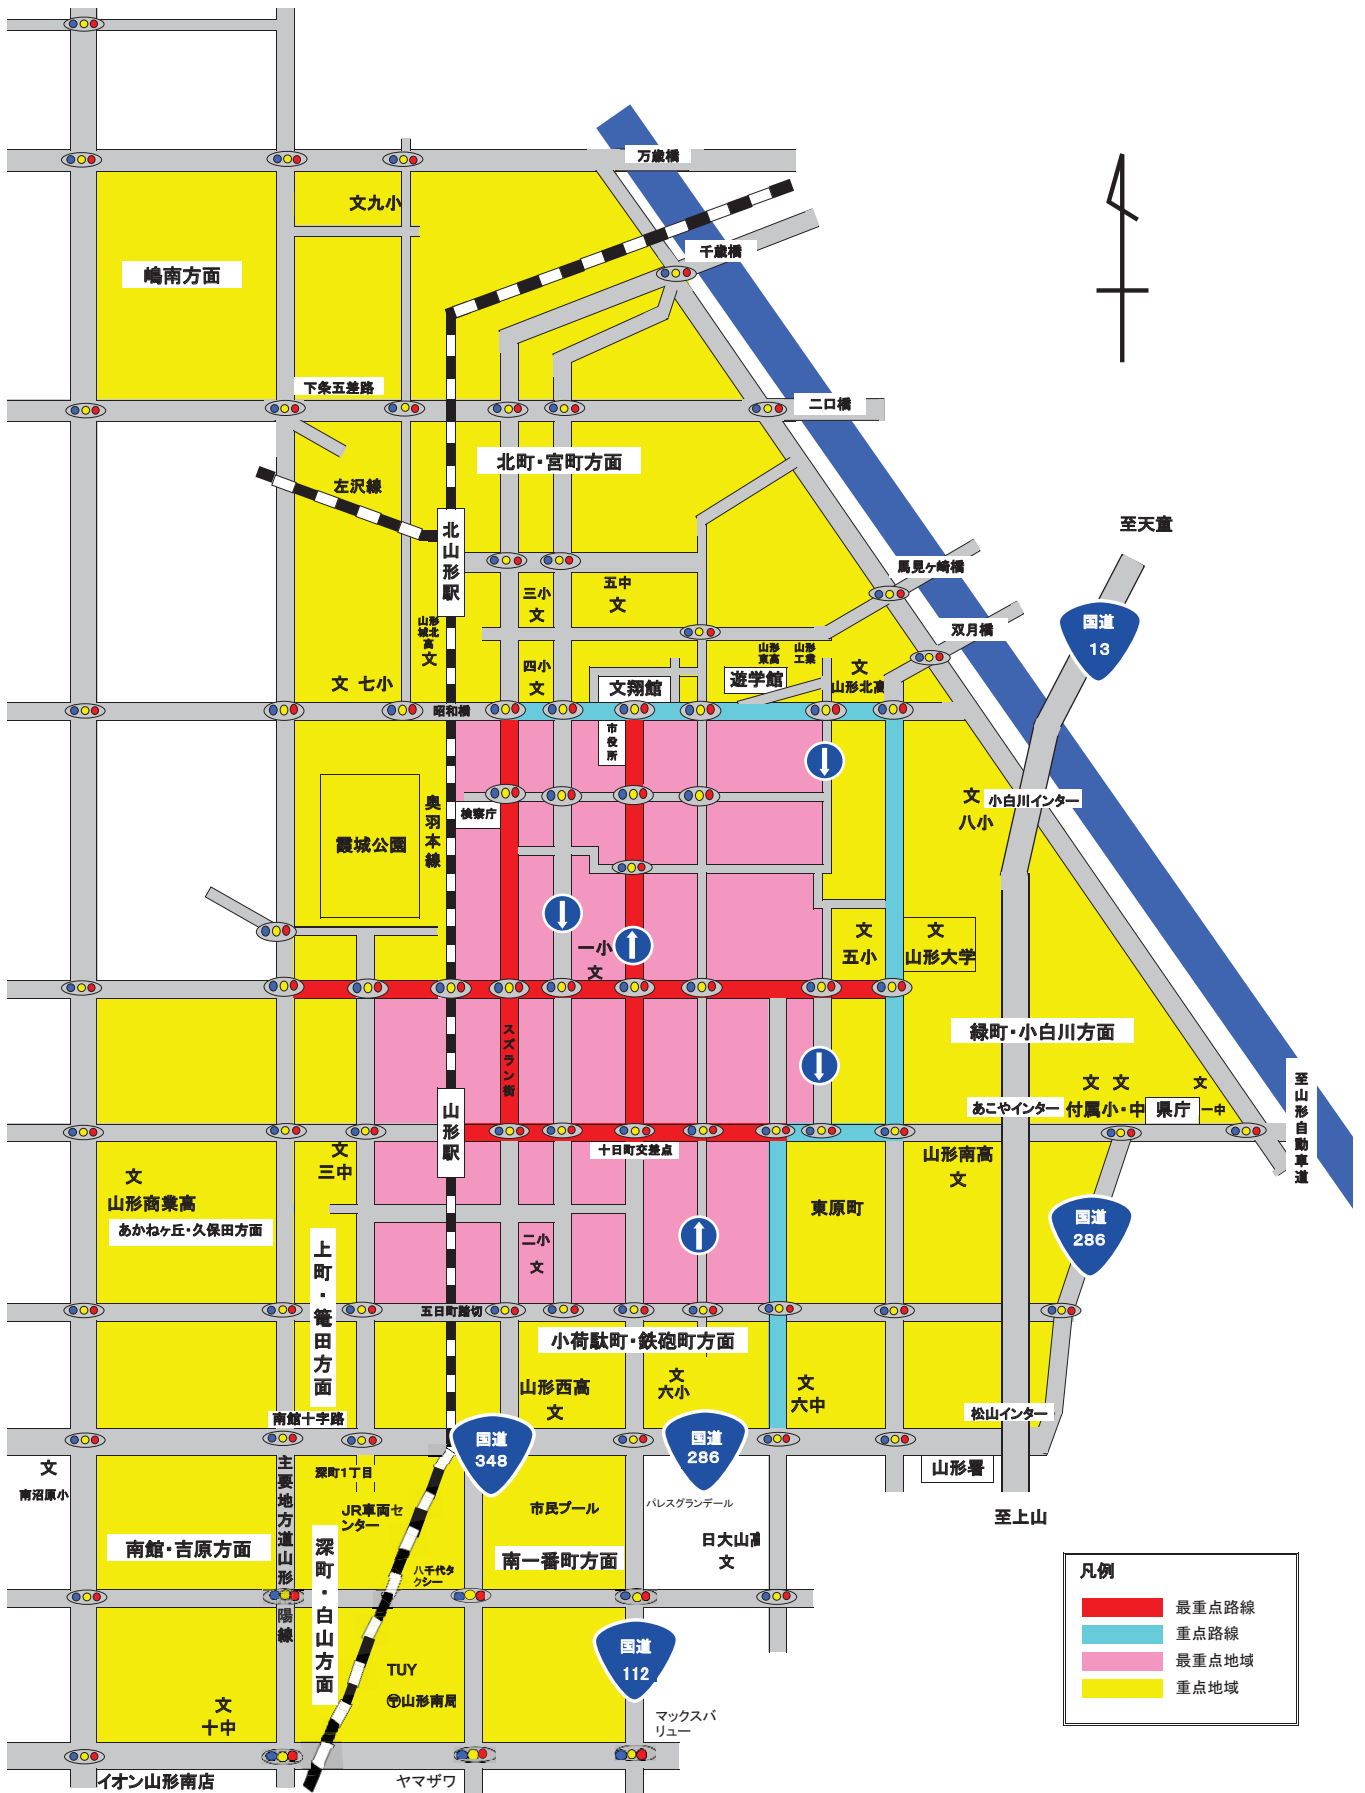 万歳橋
文九小
千歳橋
嶋南方面
下条五差路
二口橋
北町・宮町方面
左沢線
至天童
北山形駅
馬見ヶ崎橋
三小
文
五中
文
山形城北高
文
双月橋
国道
13
山形東高
山形工業
四小
文
文 七小
文翔館
遊学館
文
山形北高
昭和橋
市役所
文
八小
小白川インター
検察庁
奥羽本線
霞城公園
一小
文
文
五小
文
山形大学
スズラン街
緑町・小白川方面
山形駅
文 文
付属小・中
県庁
文
一中
あこやインター
至山形自動車道
十日町交差点
文
三中
山形南高
文
文
山形商業高
あかねヶ丘・久保田方面
東原町
国道
286
二小
文
上町・篭田方面
五日町踏切
小荷駄町・鉄砲町方面
山形西高
文
文
六小
文
六中
南館十字路
松山インター
国道
348
国道
286
文
南沼原小
深町1丁目
山形署
主要地方道山形
陽線
JR車両セ
ンター
市民プール
パレスグランデール
至上山
南館・吉原方面
深町・白山方面
南一番町方面
日大山高
文
八千代タ
クシー
凡例
最重点路線
重点路線
最重点地域
重点地域
国道
112
TUY
〒山形南局
文
十中
マックスバ
リュー
イオン山形南店
ヤマザワ